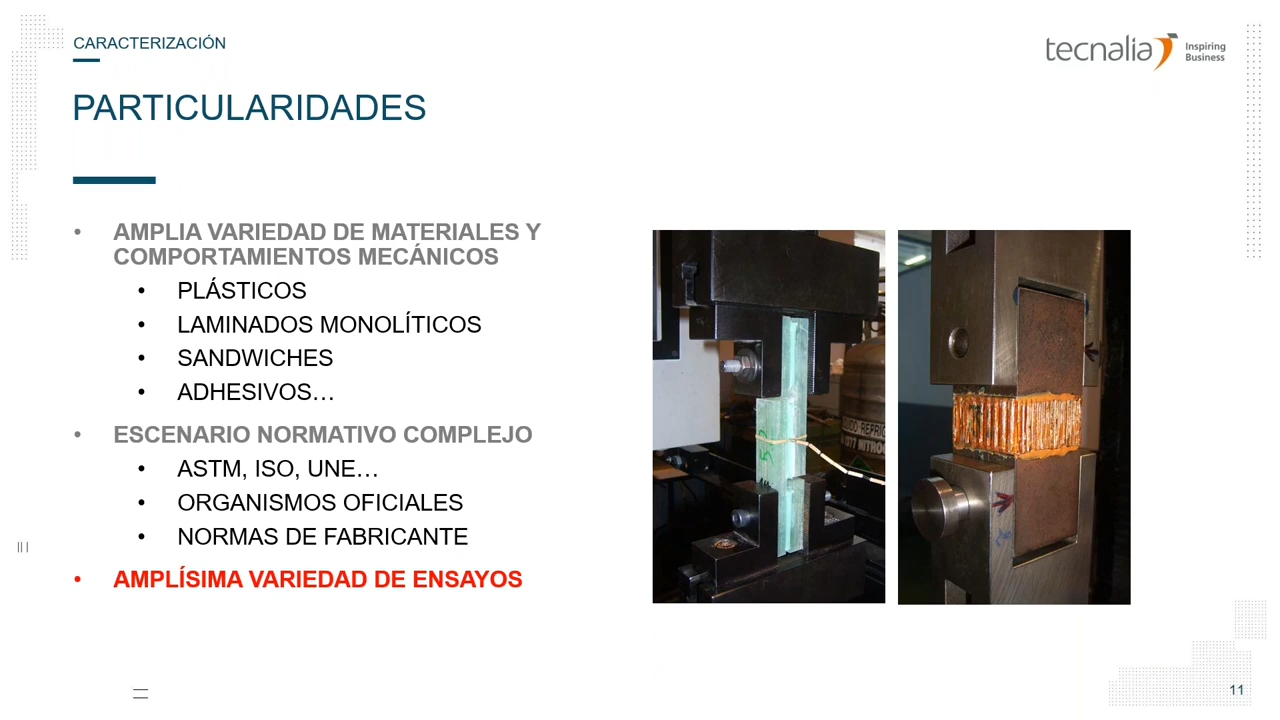 CARACTERIZACIÓN
tecnalia Inspiring
Business
PARTICULARIDADES
• AMPLIA VARIEDAD DE MATERIALES Y
COMPORTAMIENTOS MECÁNICOS
• PLÁSTICOS
• LAMINADOS MONOLÍTICOS
• SANDWICHES
• ADHESIVOS…
• ESCENARIO NORMATIVO COMPLEJO
• ASTM, ISO, UNE…
• ORGANISMOS OFICIALES
• NORMAS DE FABRICANTE
• AMPLÍSIMA VARIEDAD DE ENSAYOS
11